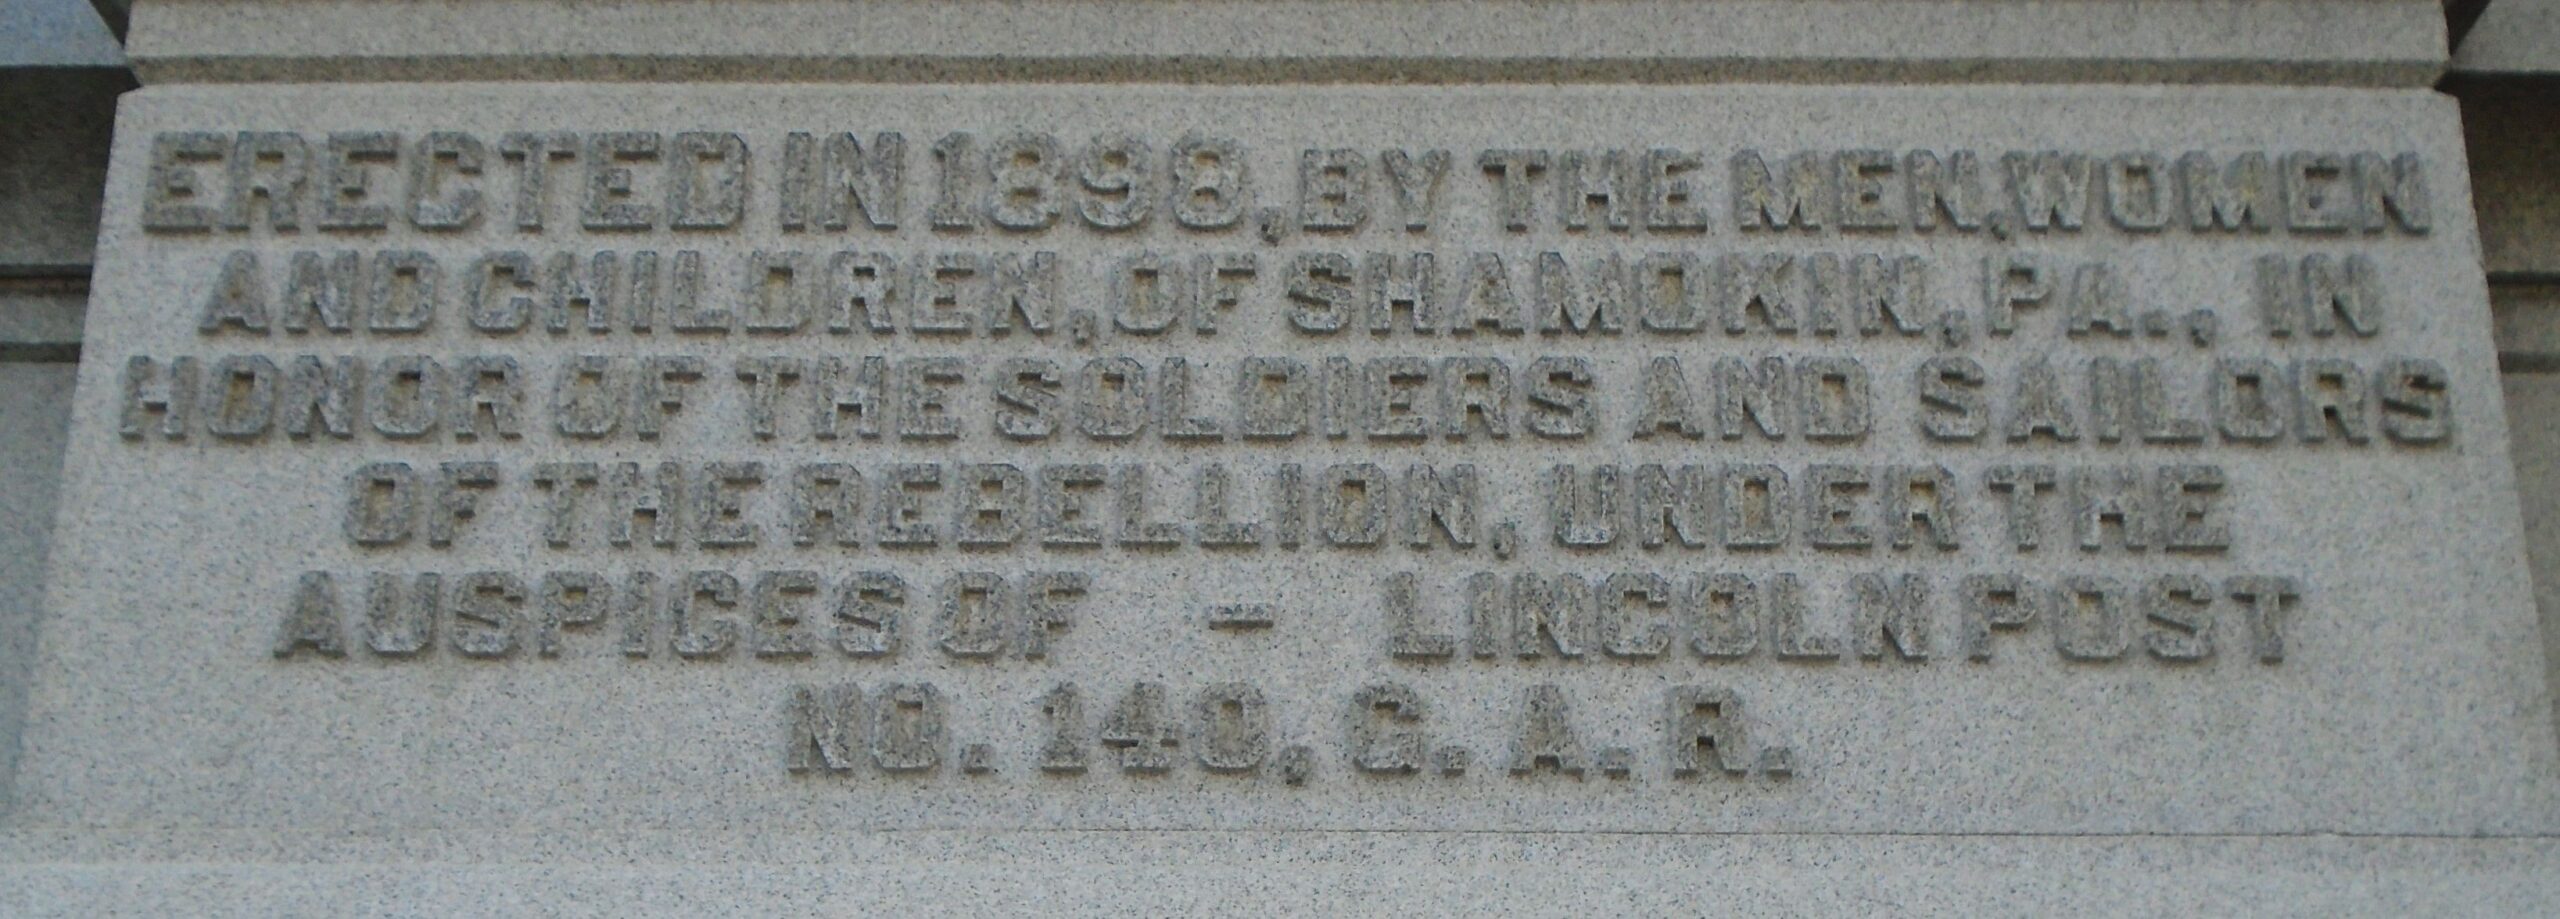 ERECTED IN 1898, BY THE MEN, WOMEN
AND CHILDREN, OF SHAMOKIN, PA., IN
HONOR OF THE SOLDIERS AND SAILORS
OF THE REBELLION, UNDER THE
AUSPICES OF - LINCOLN POST
NO. 140, G. A. R.